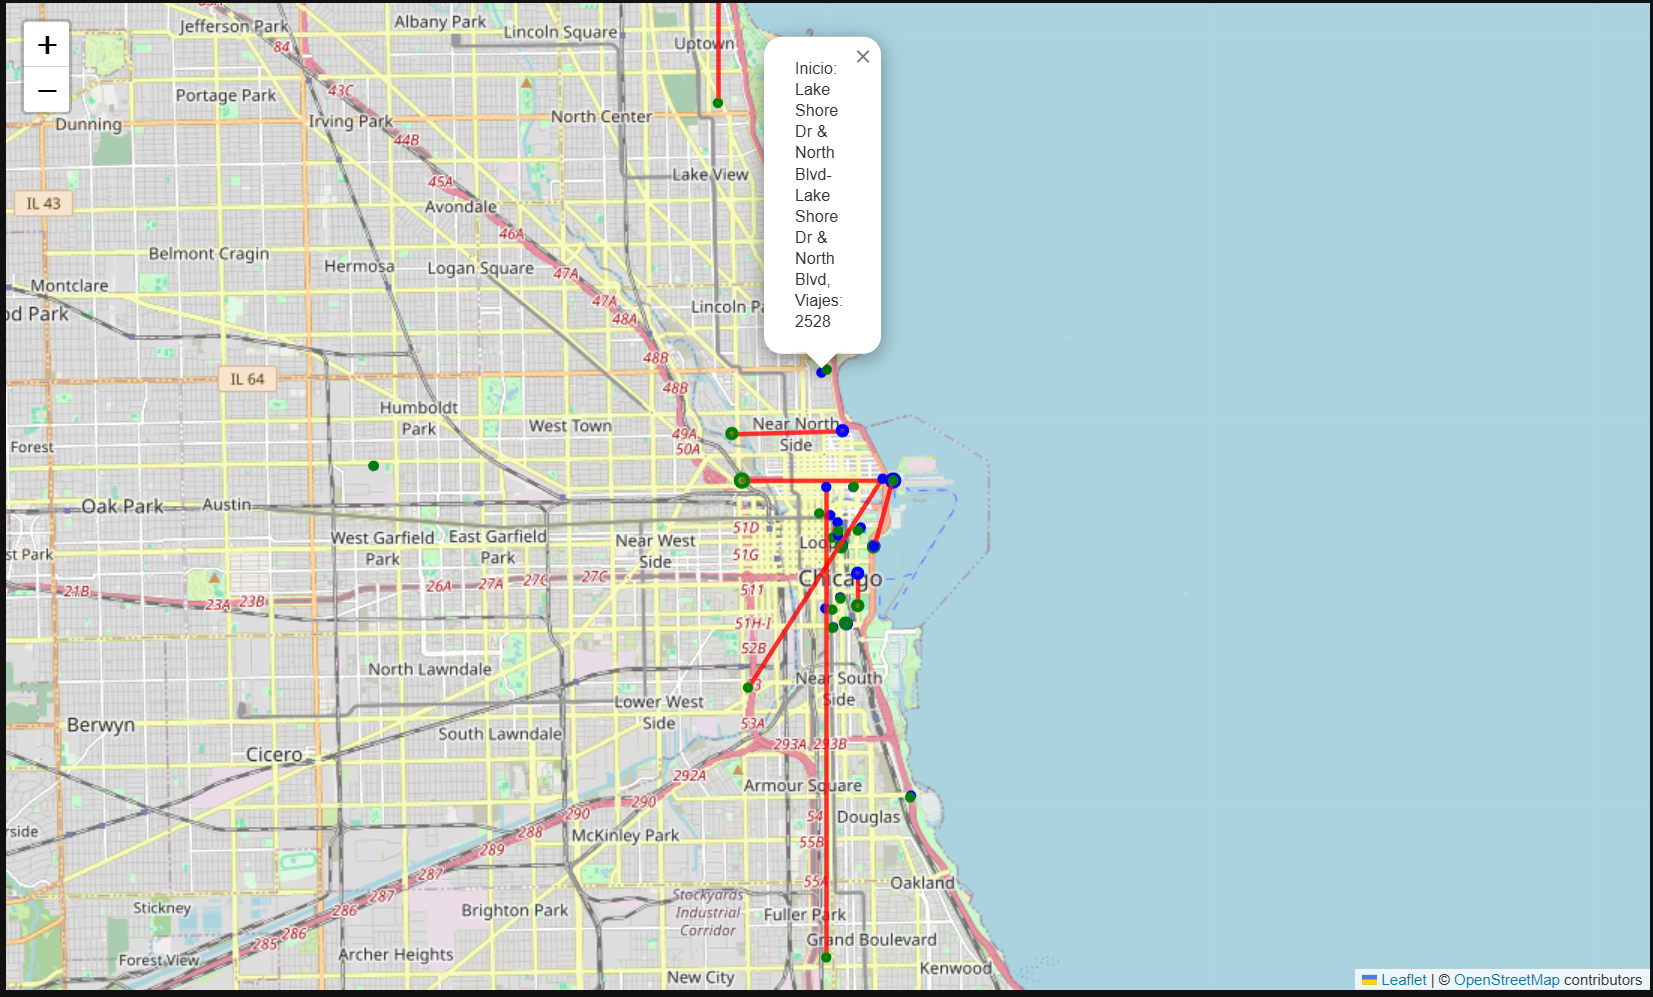 Jefferson Park
Albany Park
Lincoln Square
Uptown
84
+
−
43C
Portage Park
Dunning
Irving Park
North Center
44B
×
Inicio:
Lake
Shore
Dr &
North
Blvd-
Lake
Shore
Dr &
North
Blvd,
Viajes:
2528
45A
Lake View
IL 43
Avondale
46A
Belmont Cragin
Hermosa
Logan Square
47A
Montclare
47A
Lincoln Pa
od Park
48A
48B
IL 64
48B
Humboldt
Park
West Town
Near North
Side
49A
50A
Forest
Oak Park
Austin
51D
West Garfield
Park
East Garfield
Park
Near West
Side
Loo
51G
st Park
Chicago
21B
23A
23B
26A
27A
27C
27C
511
51H-I
52B
North Lawndale
Near South
Side
3
Lower West
Side
53A
Berwyn
South Lawndale
293A
293B
Cicero
292A
Armour Square
290
290
54
Douglas
rside
288
McKinley Park
55B
289
287
55A
Oakland
287
Stockyards
Industrial
Corridor
Stickney
286
Brighton Park
Fuller Park
286
285
Grand Boulevard
Forest View
Archer Heights
New City
Kenwood
Leaflet | © OpenStreetMap contributors